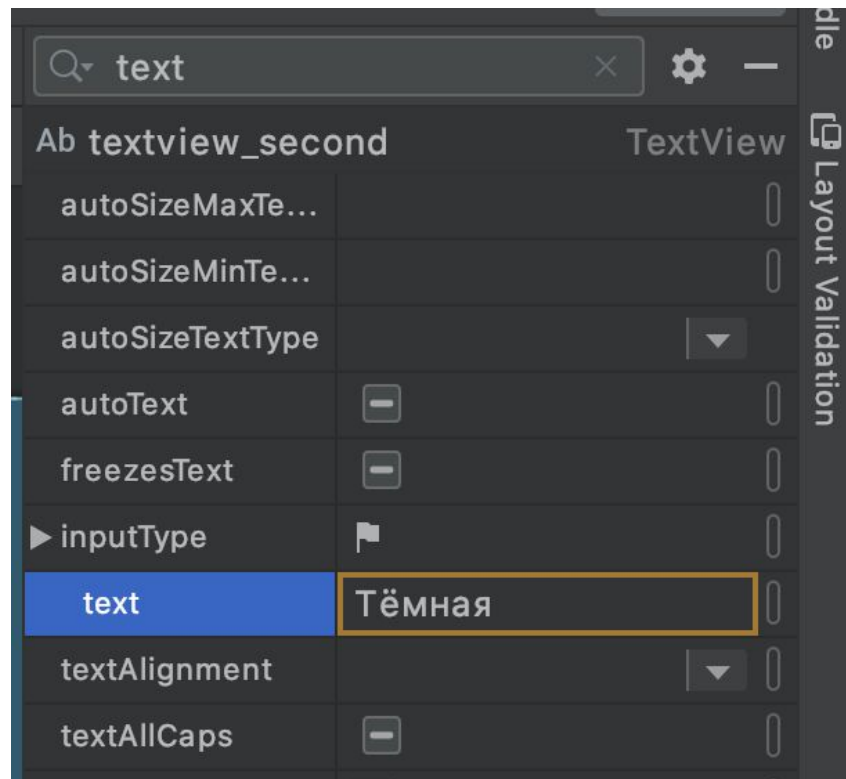 dle
text
Ab textview_second TextView
Layout Validation
autoSizeMaxTe...
autoSizeMinTe...
autoSizeTextType
autoText
freezesText
inputType
text Тёмная
textAlignment
textAllCaps